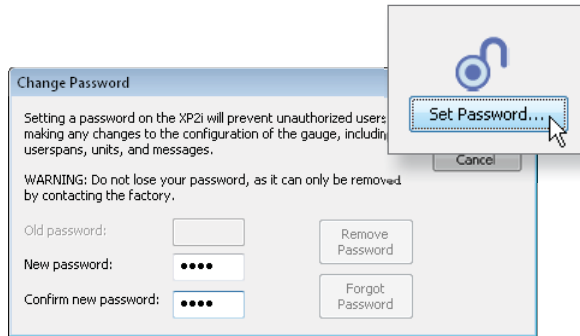 Set Password...
Change Password
Setting a password on the XP2i will prevent unauthorized users
making any changes to the configuration of the gauge, includin
userspans, units, and messages.
Cancel
WARNING: Do not lose your password, as it can only be removed
by contacting the factory.
Old password:
Remove
Password
New password:
Confirm new password:
Forgot
Password